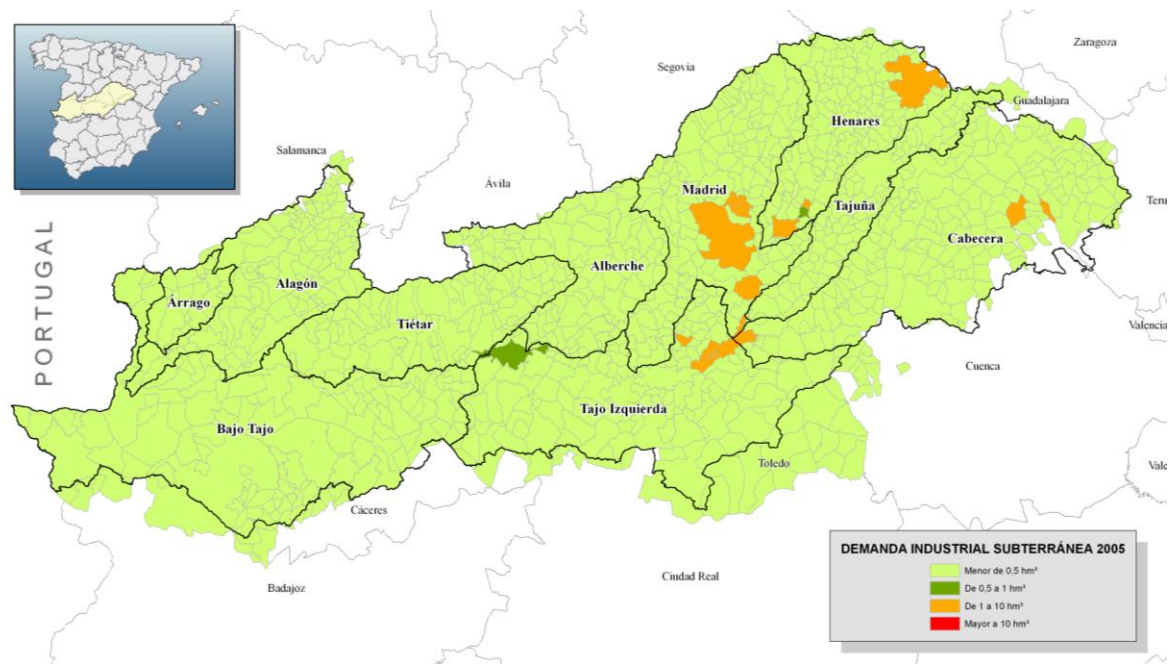 Zaragoza
Segovia
Guadalajara
Henares
Salamanca
Ávila
Madrid
Tajuña
Teru
PORTUGAL
Cabecera
Alberche
Alagón
Árrago
Tiétar
Valencia
Cuenca
Tajo Izquierda
Bajo Tajo
Toledo
Vale
Cáceres
Ciudad Real
Badajoz
DEMANDA INDUSTRIAL SUBTERRÁNEA 2005
Menor de 0,5 hm³
De 0,5 a 1 hm³
De 1 a 10 hm³
Mayor a 10 hm³